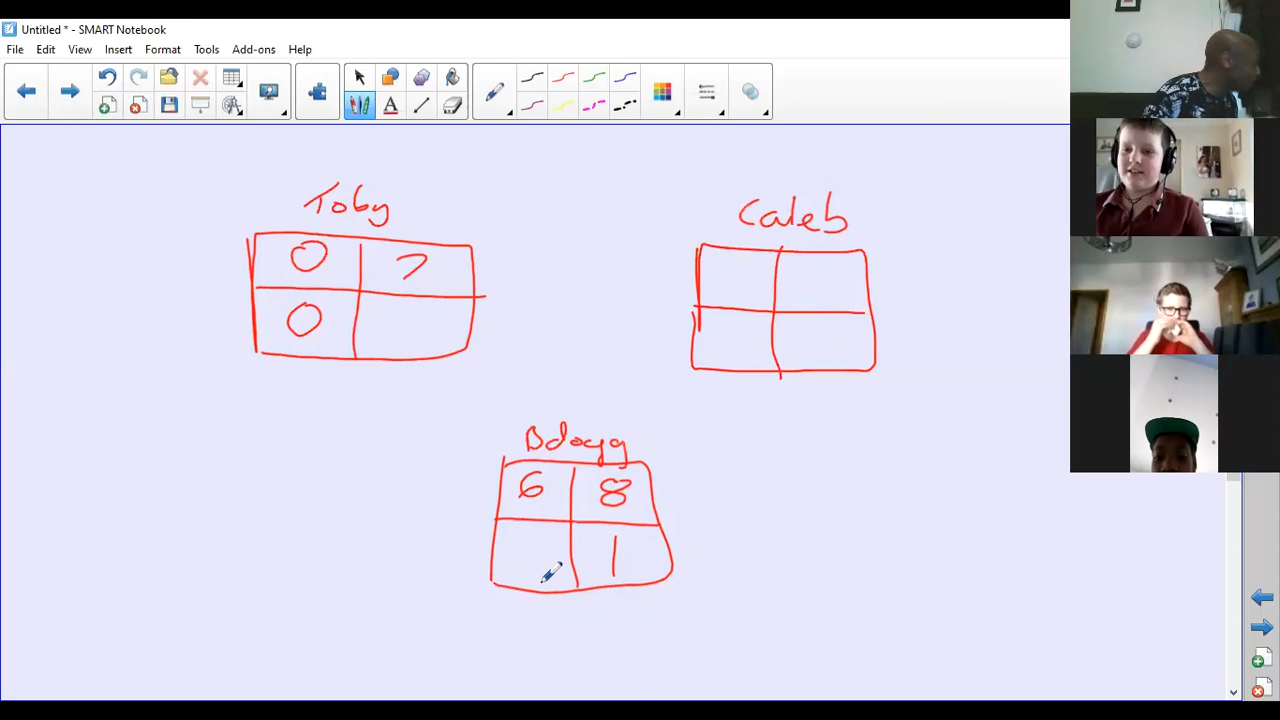 Untitled * - SMART Notebook
File Edit View Insert Format Tools Add-ons Help
Toby
0 7
0
Caleb
Bdogg
6 8
1